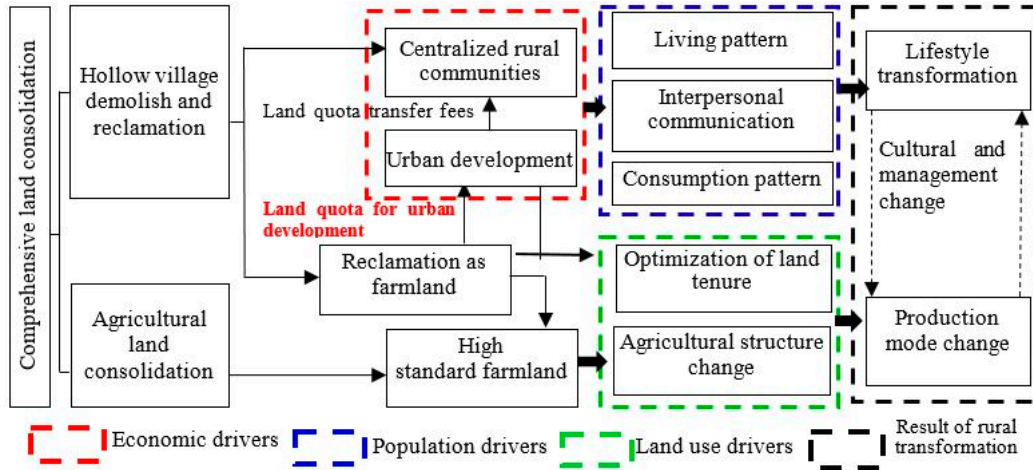 Comprehensive land consolidation
Hollow village
demolish and
reclamation
Agricultural
land
consolidation
Centralized rural
communities
Land quota transfer fees
Urban development
Land quota for urban
development
Reclamation as
farmland
High
standard farmland
Living pattern
Interpersonal
communication
Consumption pattern
Optimization of land
tenure
Agricultural structure
change
Lifestyle
transformation
Cultural and
management
change
Production
mode change
Economic drivers
Population drivers
Land use drivers
Result of rural
transformation